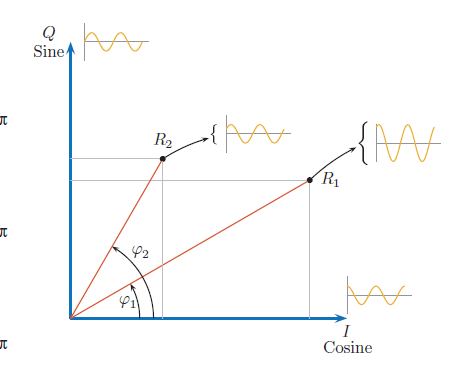 Q
Sine
π
R₂
{
{
R₁
π
φ₂
φ₁
I
Cosine
π